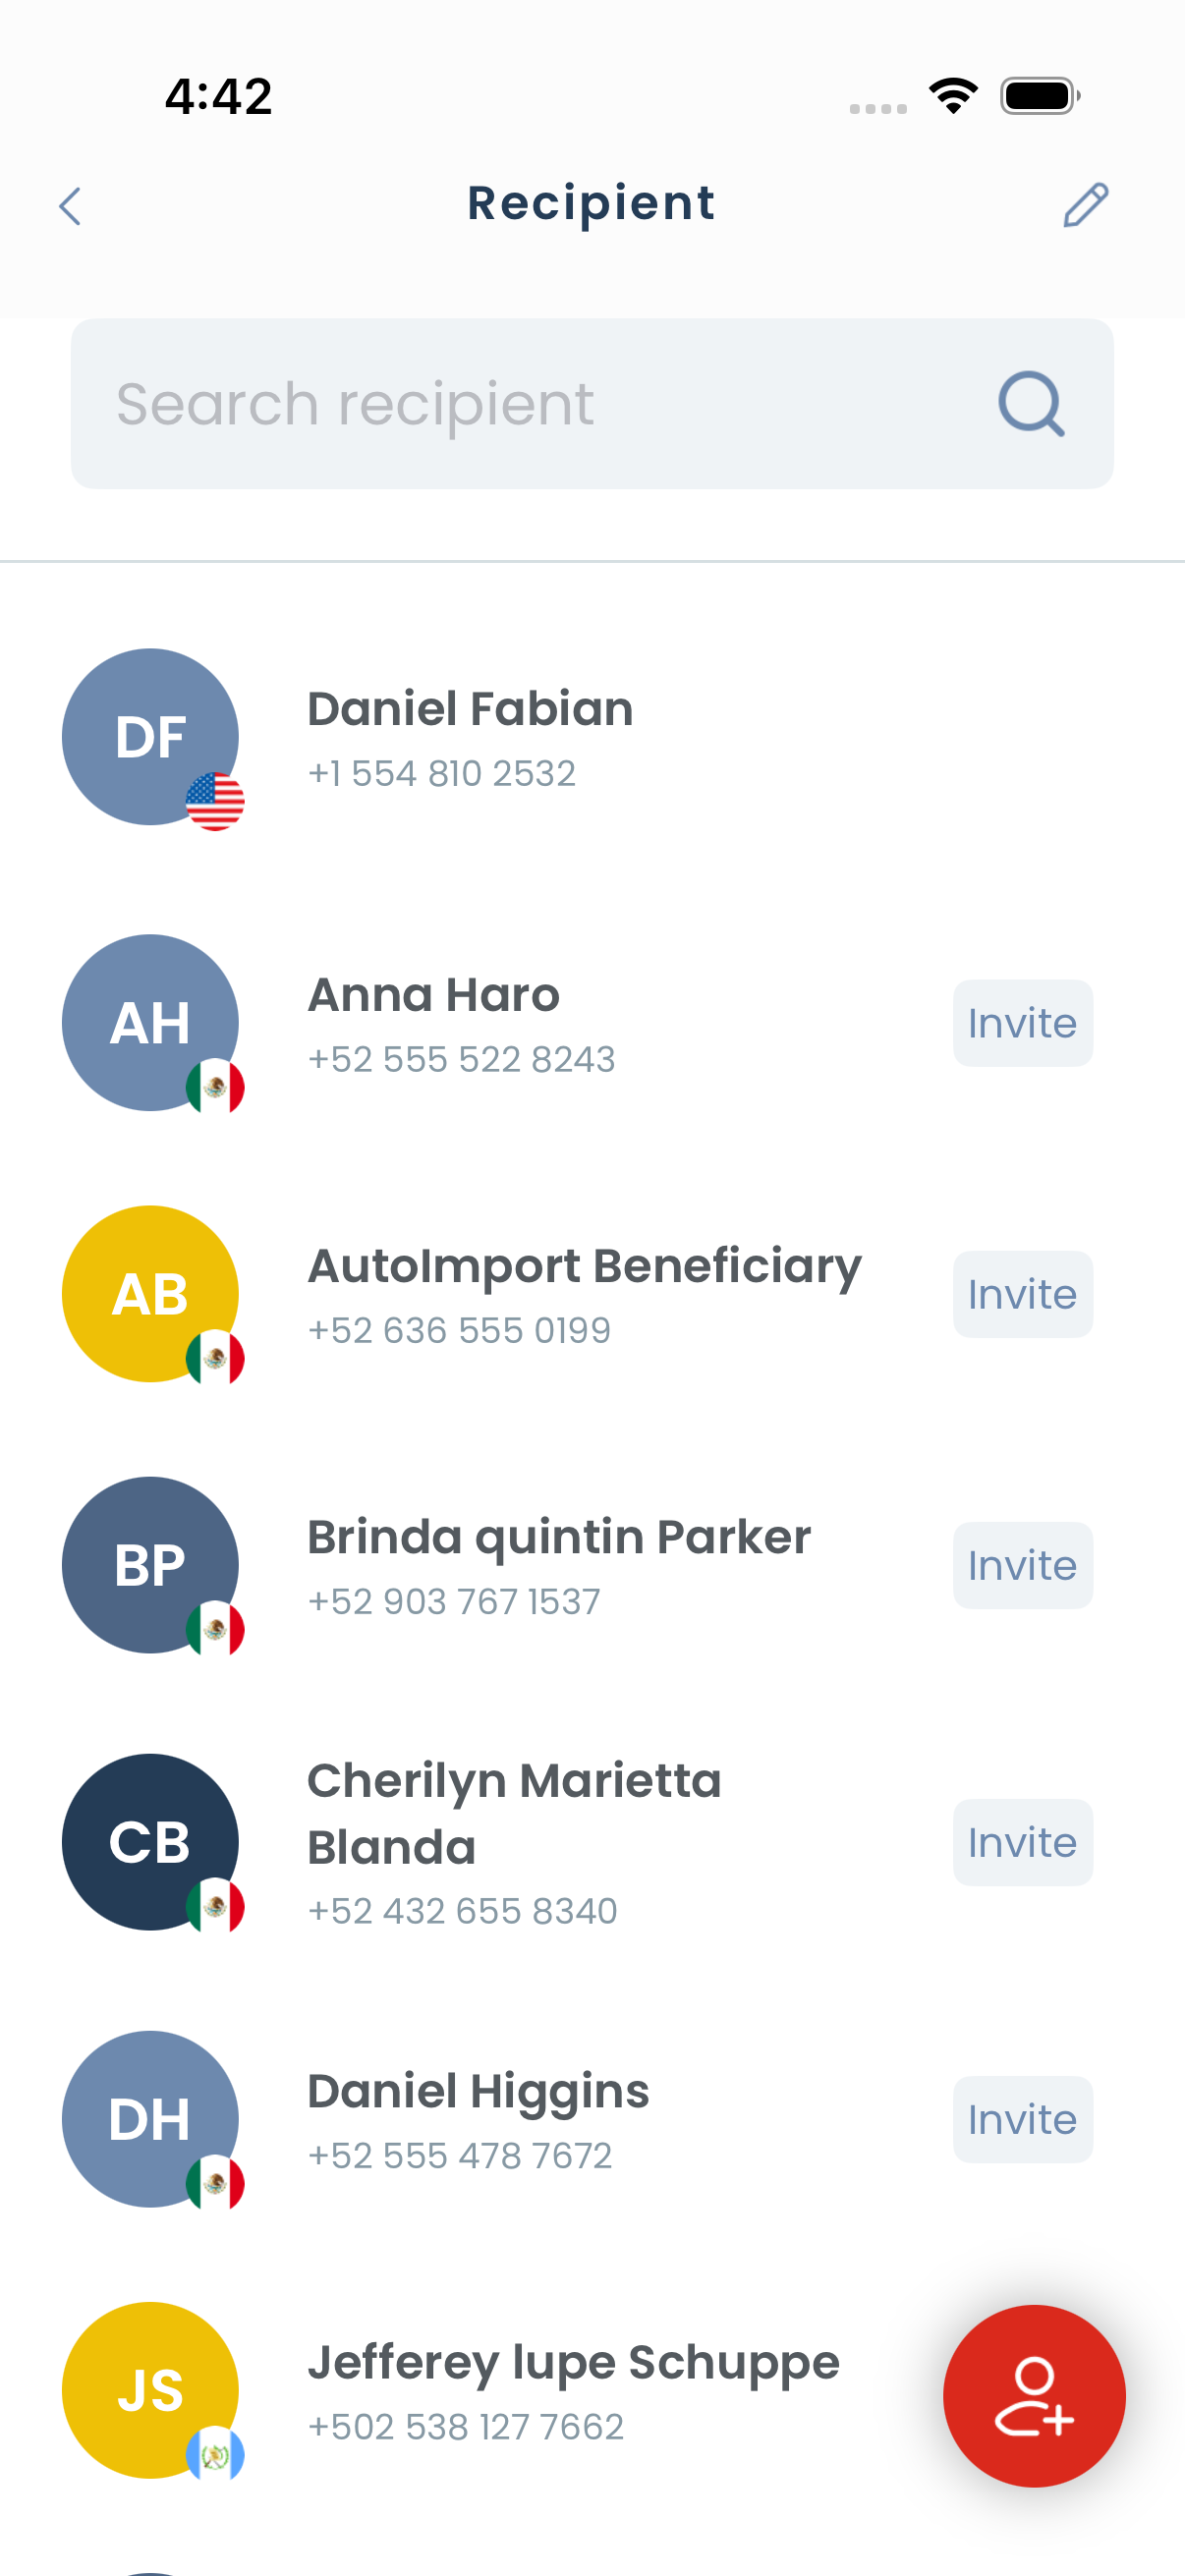 4:42
Recipient
Search recipient
DF
Daniel Fabian
+1 554 810 2532
AH
Anna Haro
+52 555 522 8243
Invite
AB
AutoImport Beneficiary
+52 636 555 0199
Invite
BP
Brinda quintin Parker
+52 903 767 1537
Invite
CB
Cherilyn Marietta
Blanda
+52 432 655 8340
Invite
DH
Daniel Higgins
+52 555 478 7672
Invite
JS
Jefferey lupe Schuppe
+502 538 127 7662